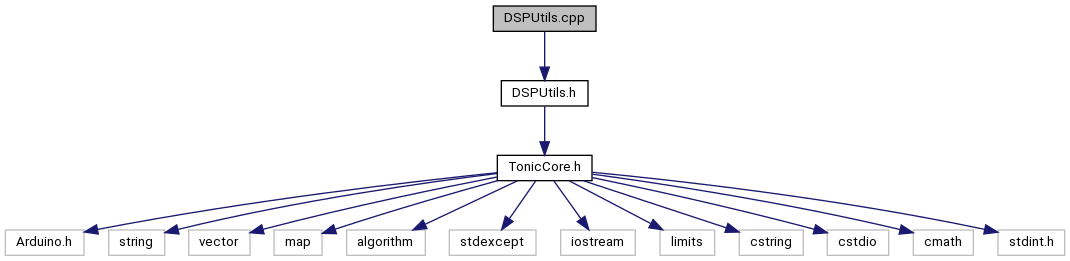 DSPUtils.cpp
DSPUtils.h
TonicCore.h
Arduino.h
string
vector
map
algorithm
stdexcept
iostream
limits
cstring
cstdio
cmath
stdint.h